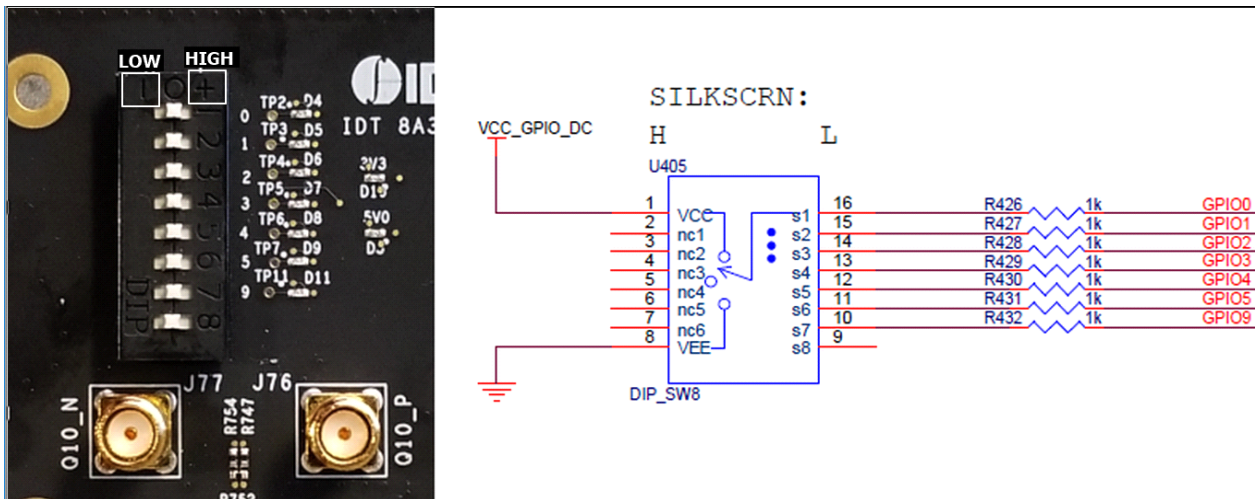 LOW
HIGH
- O +
1
2
3
4
5
6
7
8
DIP
TP2 D4
0
TP3 D5
1
TP4 D6
2
TP5 D7
3
TP6 D8
4
TP7 D9
5
TP11 D11
9
ID
IDT 8A3
3V3
D17
5V0
J77
J76
Q10_N
R754
R747
Q10_P
SILKSCRN:
H
L
VCC_GPIO_DC
U405
1
2
3
4
5
6
7
8
VCC
nc1
nc2
nc3
nc4
nc5
nc6
VEE
s1
s2
s3
s4
s5
s6
s7
s8
16
15
14
13
12
11
10
9
R426 1k GPIO0
R427 1k GPIO1
R428 1k GPIO2
R429 1k GPIO3
R430 1k GPIO4
R431 1k GPIO5
R432 1k GPIO9
DIP_SW8